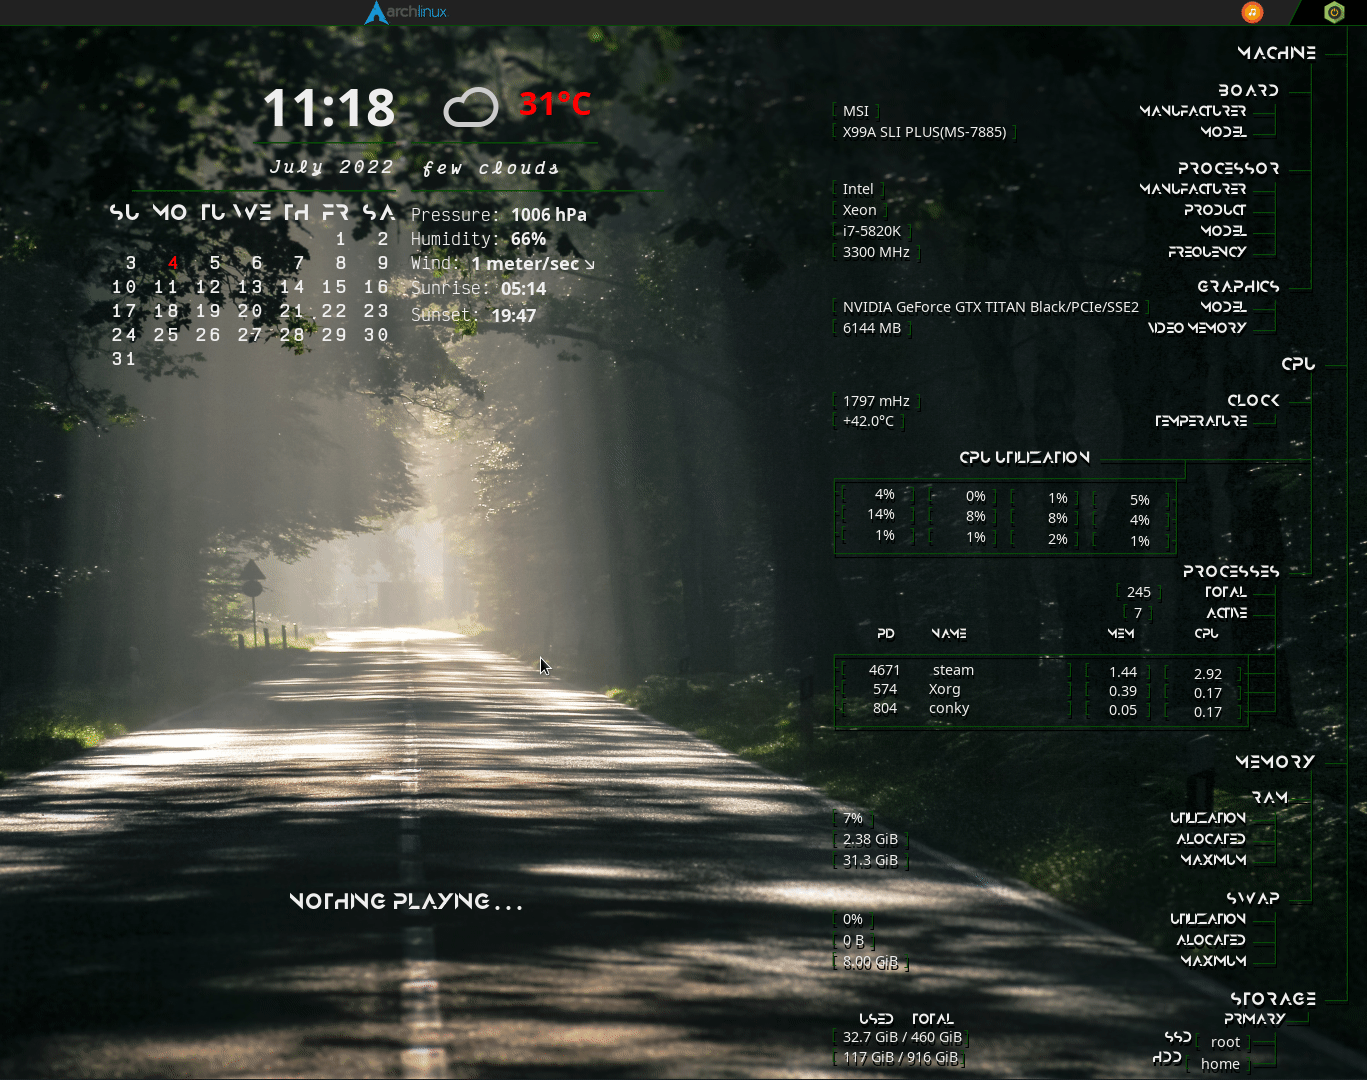 archlinux
11:18
31°C
July 2022
few clouds
SU MO TU WE TH FR SA
1 2
3 4 5 6 7 8 9
10 11 12 13 14 15 16
17 18 19 20 21 22 23
24 25 26 27 28 29 30
31
Pressure: 1006 hPa
Humidity: 66%
Wind: 1 meter/sec ↘
Sunrise: 05:14
Sunset: 19:47
NOTHING PLAYING...
MACHINE
BOARD
[ MSI ] MANUFACTURER
[ X99A SLI PLUS(MS-7885) ] MODEL
PROCESSOR
[ Intel ] MANUFACTURER
[ Xeon ] PRODUCT
[ i7-5820K ] MODEL
[ 3300 MHz ] FREQUENCY
GRAPHICS
[ NVIDIA GeForce GTX TITAN Black/PCIe/SSE2 ] MODEL
[ 6144 MB ] VIDEO MEMORY
CPU
CLOCK
[ 1797 mHz ]
[ +42.0°C ] TEMPERATURE
CPU UTILIZATION
[ 4% ] [ 0% ] [ 1% ] [ 5% ]
[ 14% ] [ 8% ] [ 8% ] [ 4% ]
[ 1% ] [ 1% ] [ 2% ] [ 1% ]
PROCESSES
[ 245 ] TOTAL
[ 7 ] ACTIVE
PID NAME MEM CPU
[ 4671 steam ] [ 1.44 ] [ 2.92 ]
[ 574 Xorg ] [ 0.39 ] [ 0.17 ]
[ 804 conky ] [ 0.05 ] [ 0.17 ]
MEMORY
RAM
[ 7% ] UTILIZATION
[ 2.38 GiB ] ALOCATED
[ 31.3 GiB ] MAXIMUM
SWAP
[ 0% ] UTILIZATION
[ 0 B ] ALOCATED
[ 8.00 GiB ] MAXIMUM
STORAGE
USED TOTAL PRIMARY
[ 32.7 GiB / 460 GiB ] SSD [ root
[ 117 GiB / 916 GiB ] HDD [ home